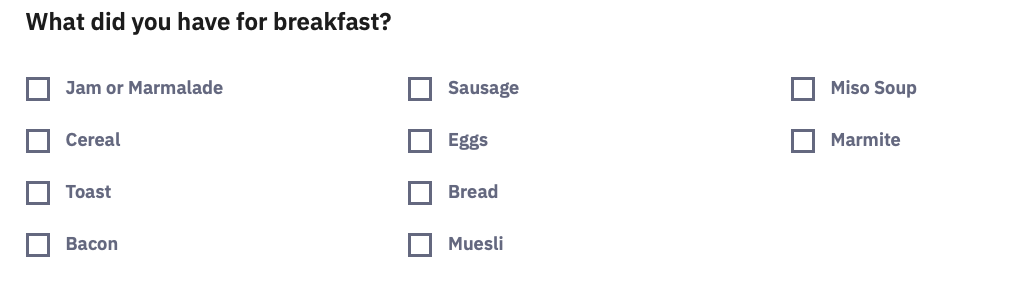 What did you have for breakfast?
Jam or Marmalade
Cereal
Toast
Bacon
Sausage
Eggs
Bread
Muesli
Miso Soup
Marmite